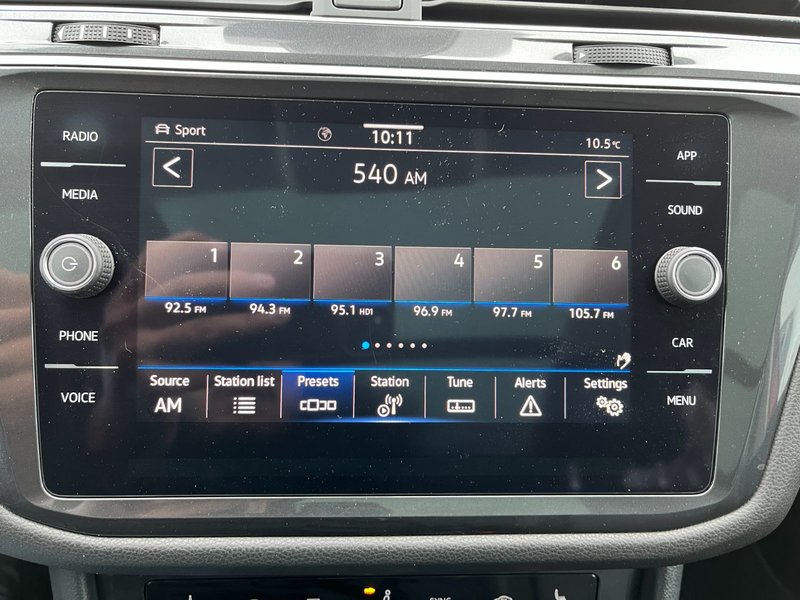 Sport 10:11 10.5°C
RADIO
APP
540 AM
MEDIA
SOUND
1 2 3 4 5 6
92.5 FM 94.3 FM 95.1 HD1 96.9 FM 97.7 FM 105.7 FM
PHONE
CAR
Source Station list Presets Station Tune Alerts Settings
AM
VOICE
MENU
SYNC